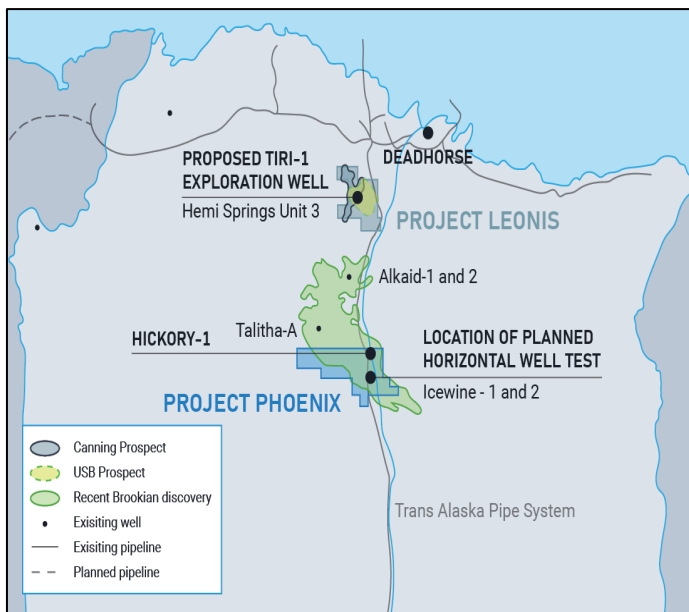 DEADHORSE
PROPOSED TIRI-1
EXPLORATION WELL
Hemi Springs Unit 3
PROJECT LEONIS
Alkaid-1 and 2
Talitha-A
HICKORY-1
LOCATION OF PLANNED
HORIZONTAL WELL TEST
Icewine - 1 and 2
PROJECT PHOENIX
Canning Prospect
USB Prospect
Recent Brookian discovery
Exisiting well
Exisiting pipeline
Planned pipeline
Trans Alaska Pipe System